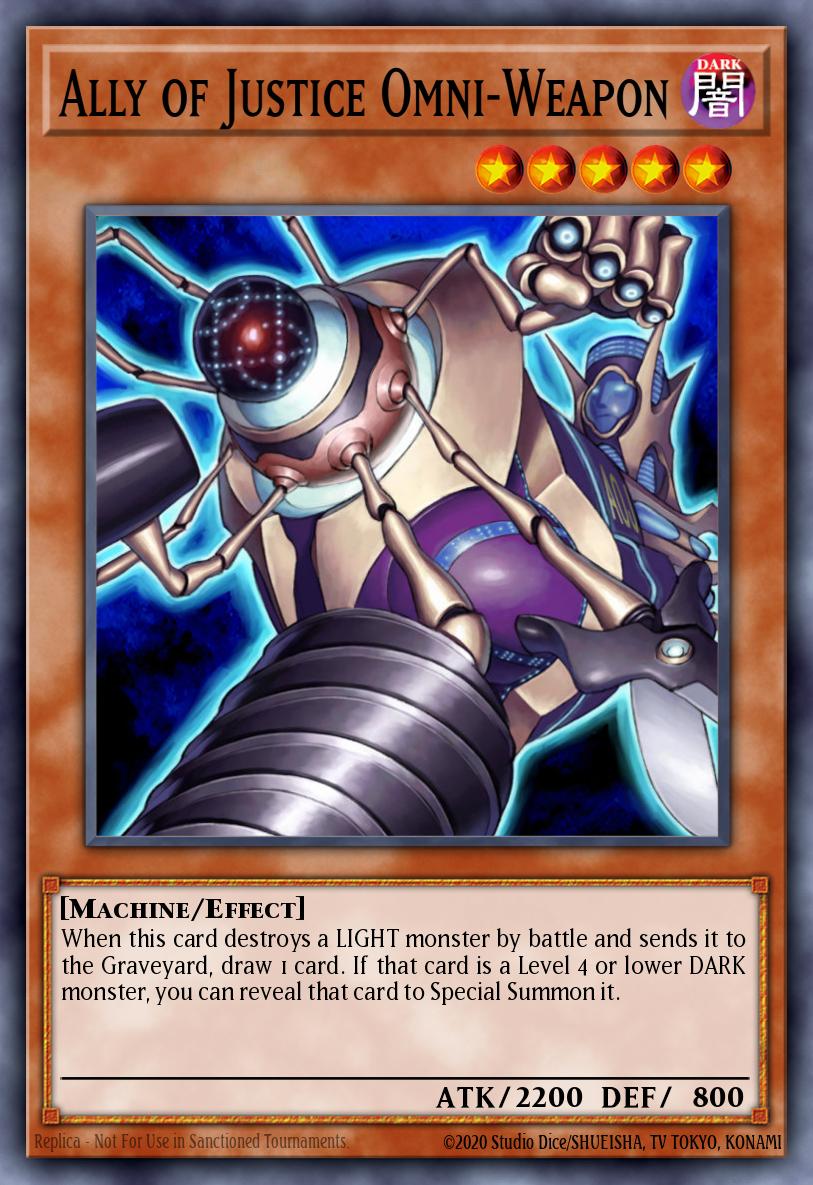 Ally of Justice Omni-Weapon
DARK
闇
AOJ
[Machine/Effect]
When this card destroys a LIGHT monster by battle and sends it to
the Graveyard, draw 1 card. If that card is a Level 4 or lower DARK
monster, you can reveal that card to Special Summon it.
ATK/2200 DEF/ 800
Replica - Not For Use in Sanctioned Tournaments.
©2020 Studio Dice/SHUEISHA, TV TOKYO, KONAMI